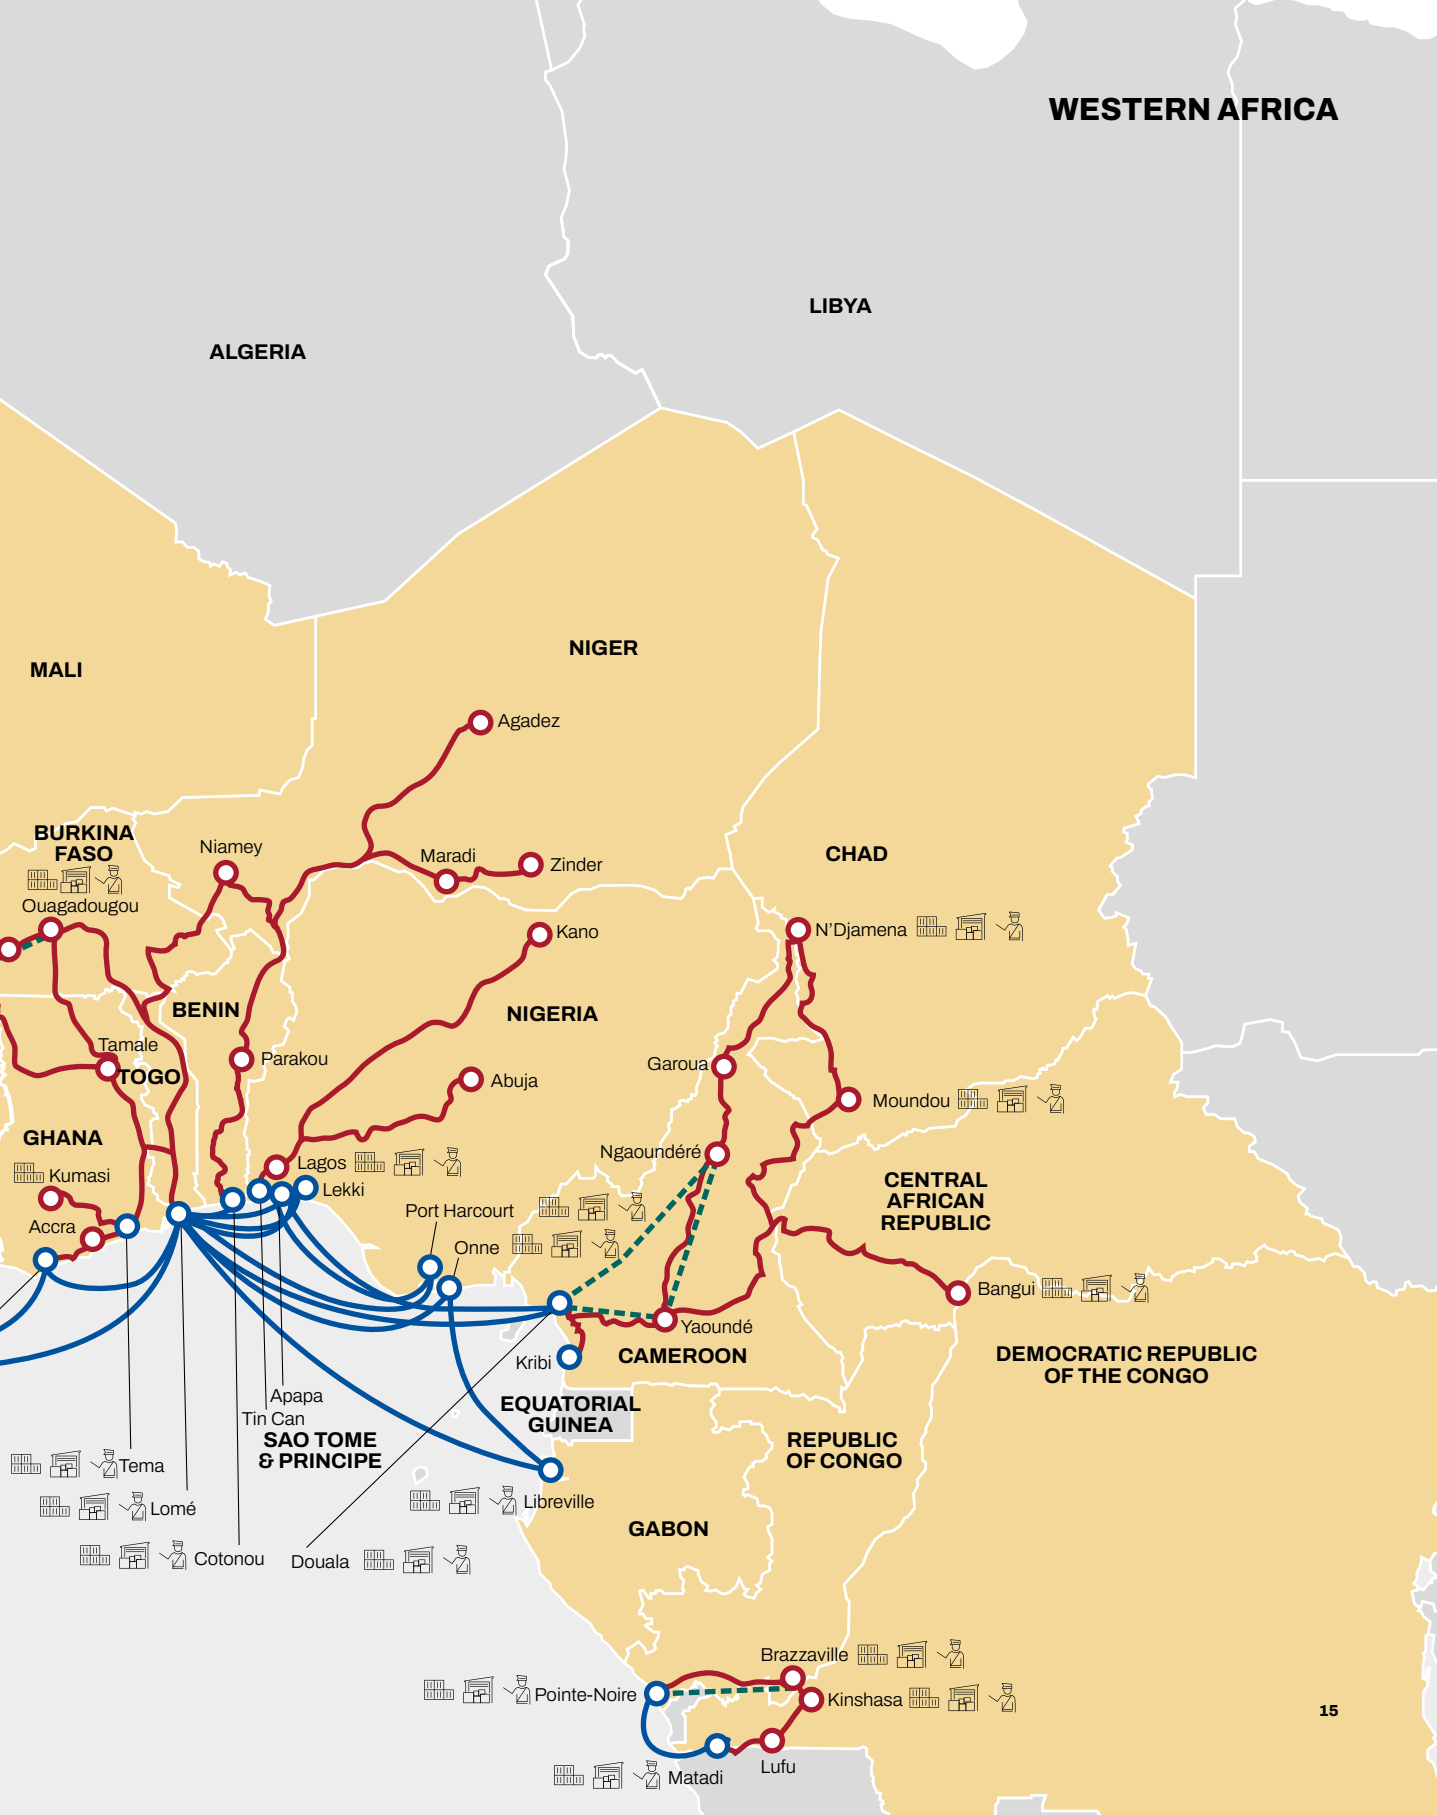 WESTERN AFRICA
LIBYA
ALGERIA
NIGER
MALI
Agadez
BURKINA
FASO
Niamey
Maradi
Zinder
CHAD
Ouagadougou
Kano
N'Djamena
BENIN
NIGERIA
Tamale
Parakou
Garoua
TOGO
Abuja
Moundou
GHANA
Ngaoundéré
Lagos
Kumasi
Lekki
CENTRAL
AFRICAN
REPUBLIC
Port Harcourt
Accra
Onne
Bangui
Yaoundé
Kribi
CAMEROON
DEMOCRATIC REPUBLIC
OF THE CONGO
Apapa
EQUATORIAL
GUINEA
Tin Can
SAO TOME
& PRINCIPE
REPUBLIC
OF CONGO
Tema
Libreville
Lomé
GABON
Cotonou
Douala
Brazzaville
Pointe-Noire
Kinshasa
15
Lufu
Matadi